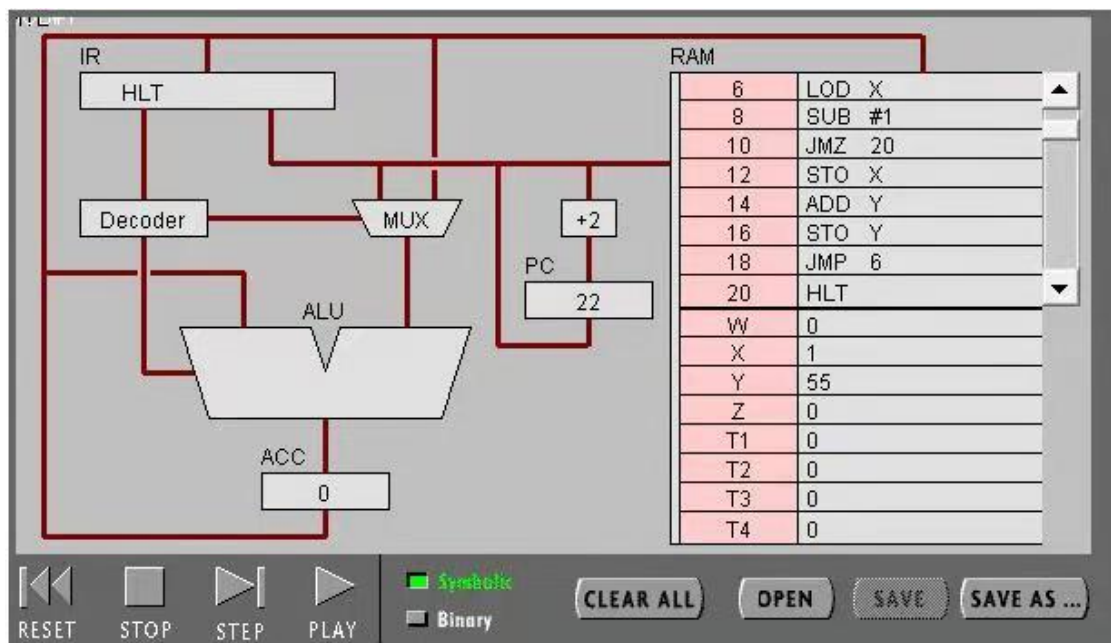 IR
HLT
Decoder
MUX
+2
PC
22
ALU
ACC
0
RAM
6 LOD X
8 SUB #1
10 JMZ 20
12 STO X
14 ADD Y
16 STO Y
18 JMP 6
20 HLT
W 0
X 1
Y 55
Z 0
T1 0
T2 0
T3 0
T4 0
RESET
STOP
STEP
PLAY
Symbolic
Binary
CLEAR ALL
OPEN
SAVE
SAVE AS ...